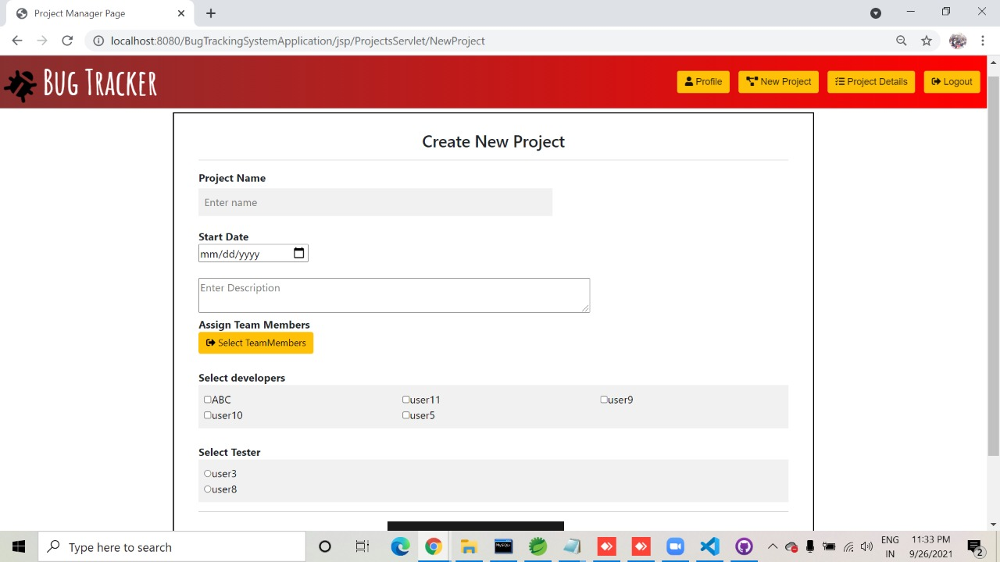 Project Manager Page
localhost:8080/BugTrackingSystemApplication/jsp/ProjectsServlet/NewProject
Bug Tracker
Profile New Project Project Details Logout
Create New Project
Project Name
Enter name
Start Date
mm/dd/yyyy
Enter Description
Assign Team Members
Select TeamMembers
Select developers
ABC user11 user9
user10 user5
Select Tester
user3
user8
Type here to search
ENG
IN
11:33 PM
9/26/2021
2